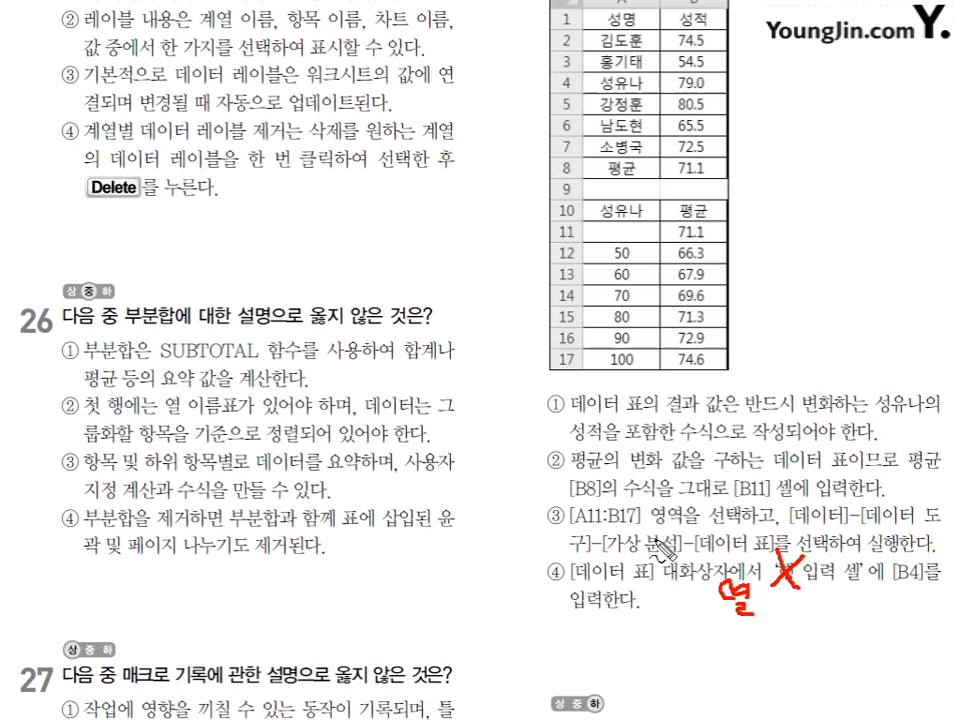 ② 레이블 내용은 계열 이름, 항목 이름, 차트 이름,
값 중에서 한 가지를 선택하여 표시할 수 있다.
③ 기본적으로 데이터 레이블은 워크시트의 값에 연
결되며 변경될 때 자동으로 업데이트된다.
④ 계열별 데이터 레이블 제거는 삭제를 원하는 계열
의 데이터 레이블을 한 번 클릭하여 선택한 후
Delete를 누른다.
상 중 하
26 다음 중 부분합에 대한 설명으로 옳지 않은 것은?
① 부분합은 SUBTOTAL 함수를 사용하여 합계나
평균 등의 요약 값을 계산한다.
② 첫 행에는 열 이름표가 있어야 하며, 데이터는 그
룹화할 항목을 기준으로 정렬되어 있어야 한다.
③ 항목 및 하위 항목별로 데이터를 요약하며, 사용자
지정 계산과 수식을 만들 수 있다.
④ 부분합을 제거하면 부분합과 함께 표에 삽입된 윤
곽 및 페이지 나누기도 제거된다.
상 중 하
27 다음 중 매크로 기록에 관한 설명으로 옳지 않은 것은?
① 작업에 영향을 끼칠 수 있는 동작이 기록되며, 틀
YoungJin.com Y.
1 성명 성적
2 김도훈 74.5
3 홍기태 54.5
4 성유나 79.0
5 강정훈 80.5
6 남도현 65.5
7 소병국 72.5
8 평균 71.1
9
10 성유나 평균
11 71.1
12 50 66.3
13 60 67.9
14 70 69.6
15 80 71.3
16 90 72.9
17 100 74.6
① 데이터 표의 결과 값은 반드시 변화하는 성유나의
성적을 포함한 수식으로 작성되어야 한다.
② 평균의 변화 값을 구하는 데이터 표이므로 평균
[B8]의 수식을 그대로 [B11] 셀에 입력한다.
③ [A11:B17] 영역을 선택하고, [데이터]-[데이터 도
구]-[가상 분석]-[데이터 표]를 선택하여 실행한다.
④ [데이터 표] 대화상자에서 '행 입력 셀'에 [B4]를
열
입력한다.
상 중 하